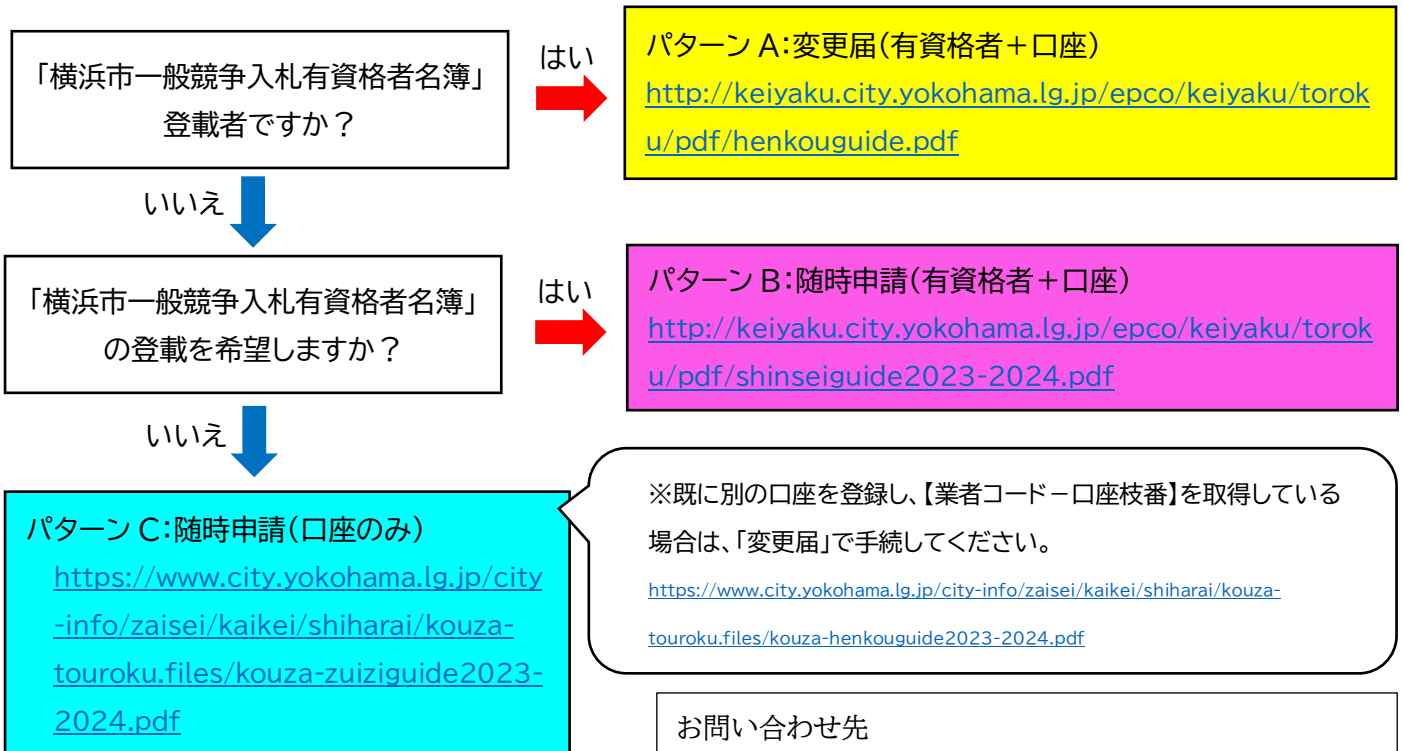 「横浜市一般競争入札有資格者名簿」
登載者ですか？
はい
パターン A：変更届（有資格者＋口座）
http://keiyaku.city.yokohama.lg.jp/epco/keiyaku/torok
u/pdf/henkouguide.pdf
いいえ
「横浜市一般競争入札有資格者名簿」
の登載を希望しますか？
はい
パターン B：随時申請（有資格者＋口座）
http://keiyaku.city.yokohama.lg.jp/epco/keiyaku/torok
u/pdf/shinseiguide2023-2024.pdf
いいえ
パターン C：随時申請（口座のみ）
https://www.city.yokohama.lg.jp/city
-info/zaisei/kaikei/shiharai/kouza-
touroku.files/kouza-zuiziguide2023-
2024.pdf
※既に別の口座を登録し、【業者コード－口座枝番】を取得している
場合は、「変更届」で手続してください。
https://www.city.yokohama.lg.jp/city-info/zaisei/kaikei/shiharai/kouza-
touroku.files/kouza-henkouguide2023-2024.pdf
お問い合わせ先